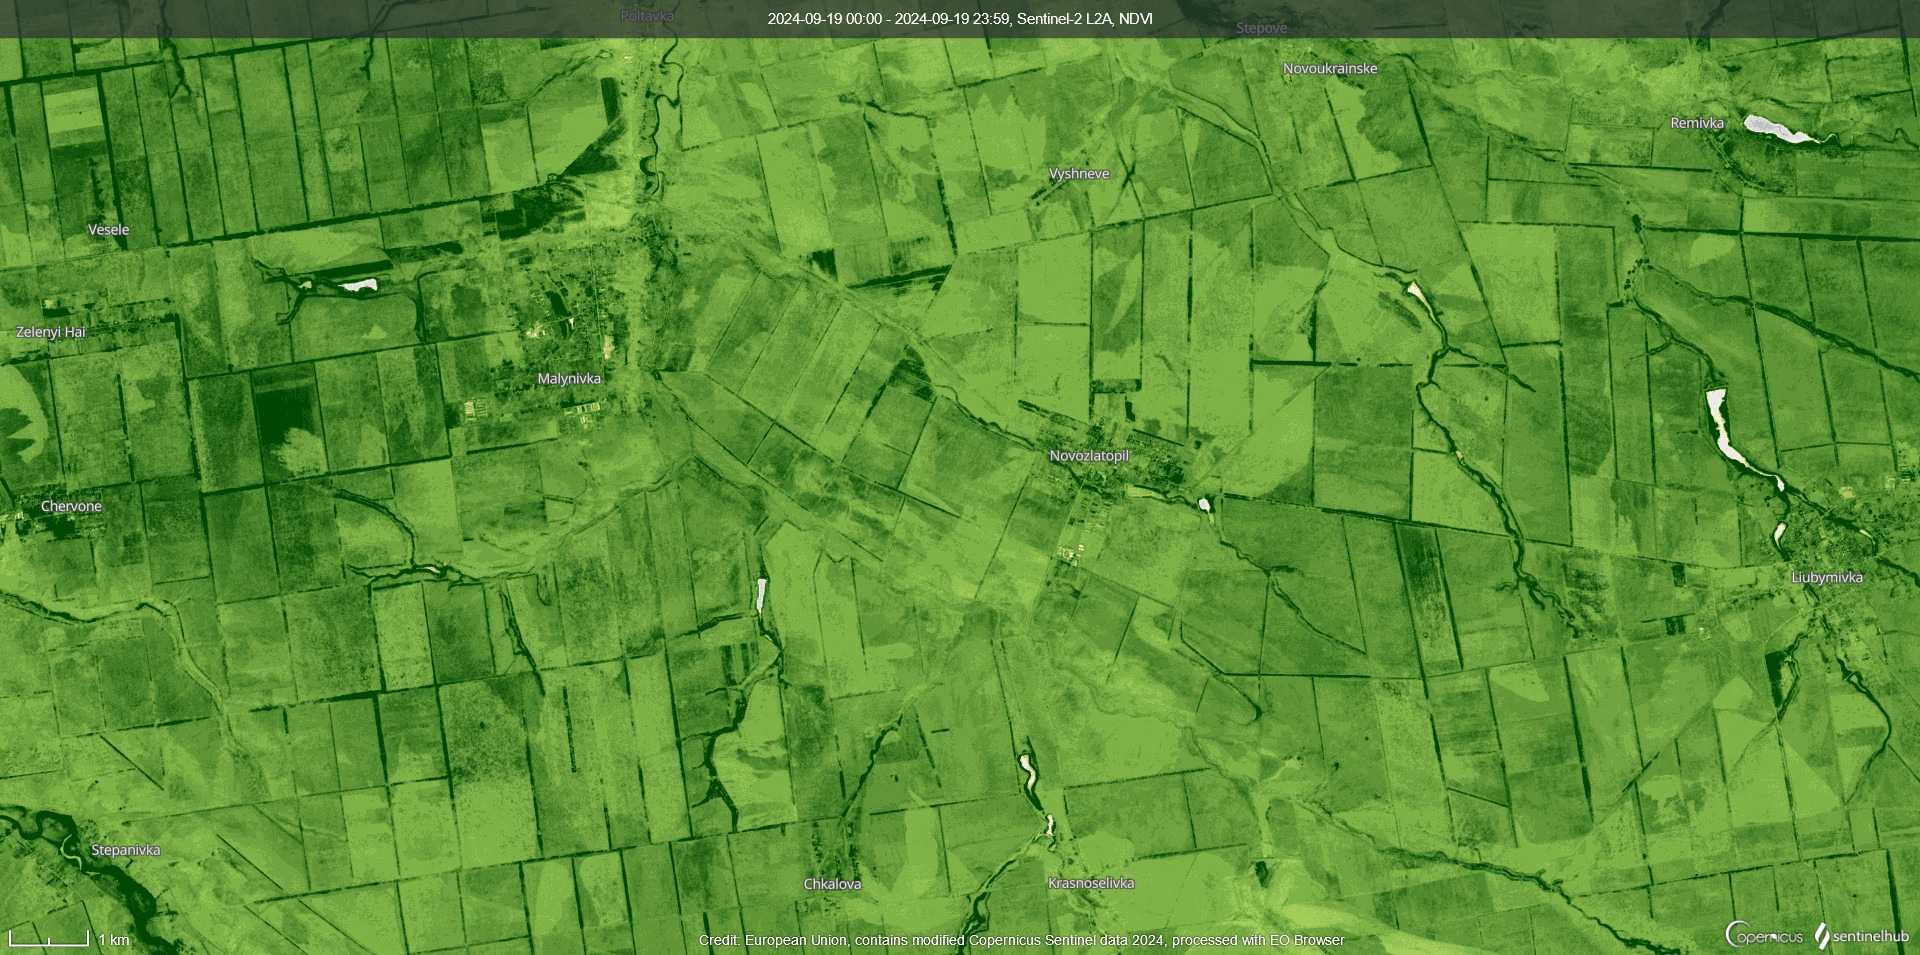 Poltavka
2024-09-19 00:00 - 2024-09-19 23:59, Sentinel-2 L2A, NDVI
Stepove
Novoukrainske
Remivka
Vyshneve
Vesele
Zelenyi Hai
Malynivka
Novozlatopil
Chervone
Liubymivka
Stepanivka
Chkalova
Krasnoselivka
1 km
Credit: European Union, contains modified Copernicus Sentinel data 2024, processed with EO Browser
opernicus
sentinelhub